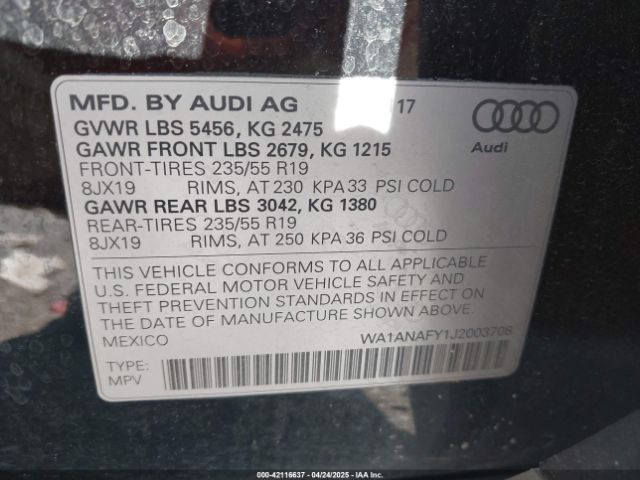 MFD. BY AUDI AG 17
GVWR LBS 5456, KG 2475
GAWR FRONT LBS 2679, KG 1215
FRONT-TIRES 235/55 R19
8JX19 RIMS, AT 230 KPA 33 PSI COLD
GAWR REAR LBS 3042, KG 1380
REAR-TIRES 235/55 R19
8JX19 RIMS, AT 250 KPA 36 PSI COLD
Audi
THIS VEHICLE CONFORMS TO ALL APPLICABLE
U.S. FEDERAL MOTOR VEHICLE SAFETY AND
THEFT PREVENTION STANDARDS IN EFFECT ON
THE DATE OF MANUFACTURE SHOWN ABOVE.
MEXICO WA1ANAFY1J2003708
TYPE:
MPV
000-42116637 - 04/24/2025 - IAA Inc.